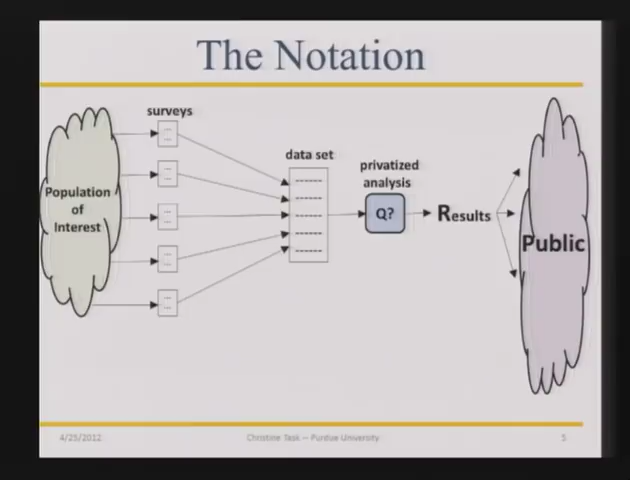 The Notation
surveys
data set
privatized
analysis
Population
of
Interest
Q?
Results
Public
4/25/2012
Christine Task -- Purdue University
5